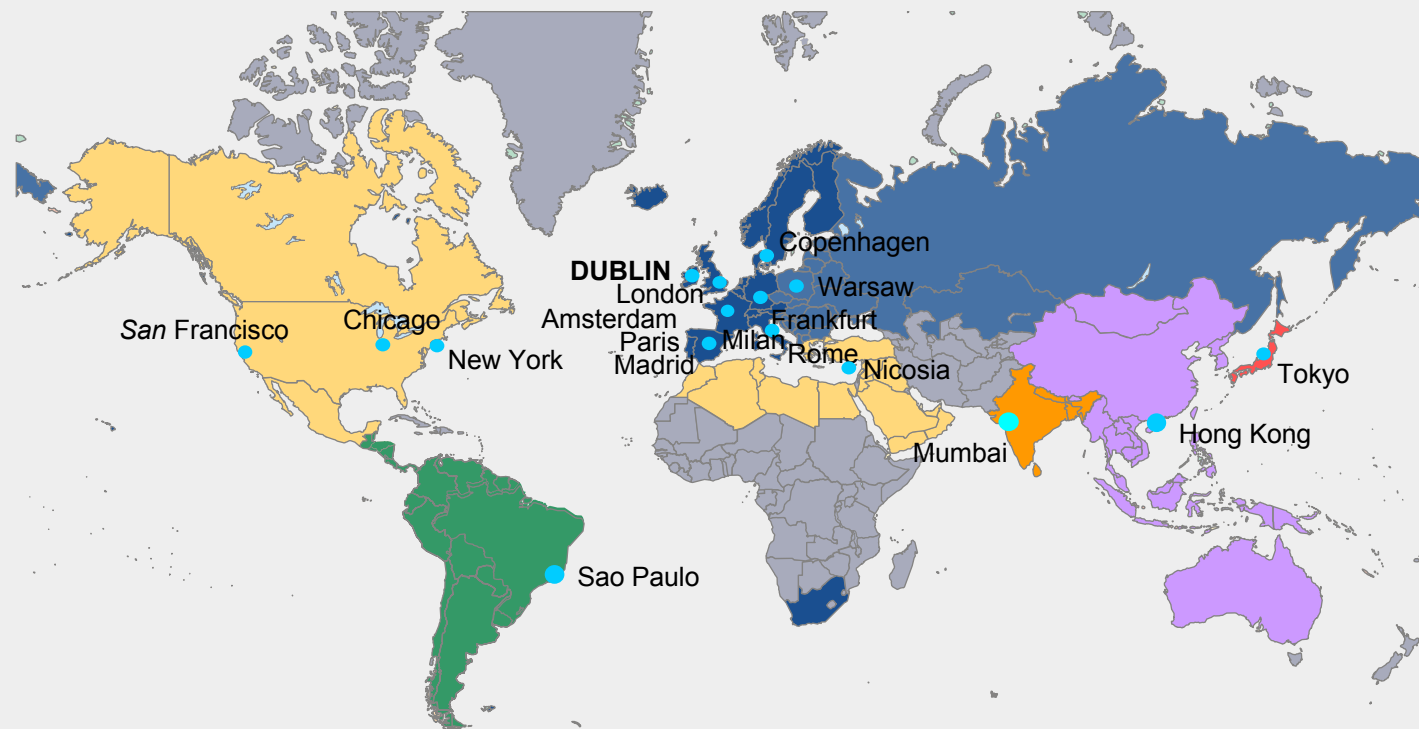 Copenhagen
DUBLIN
Warsaw
London
Amsterdam
Frankfurt
San Francisco
Chicago
Paris
Milan
New York
Rome
Madrid
Nicosia
Tokyo
Mumbai
Hong Kong
Sao Paulo